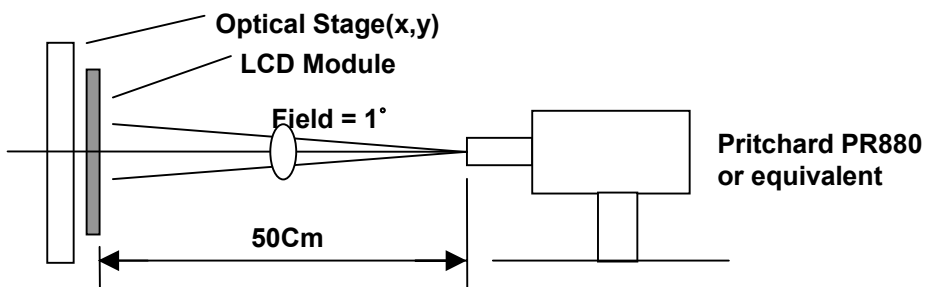 Optical Stage(x,y)
LCD Module
Field = 1˚
Pritchard PR880
or equivalent
50Cm